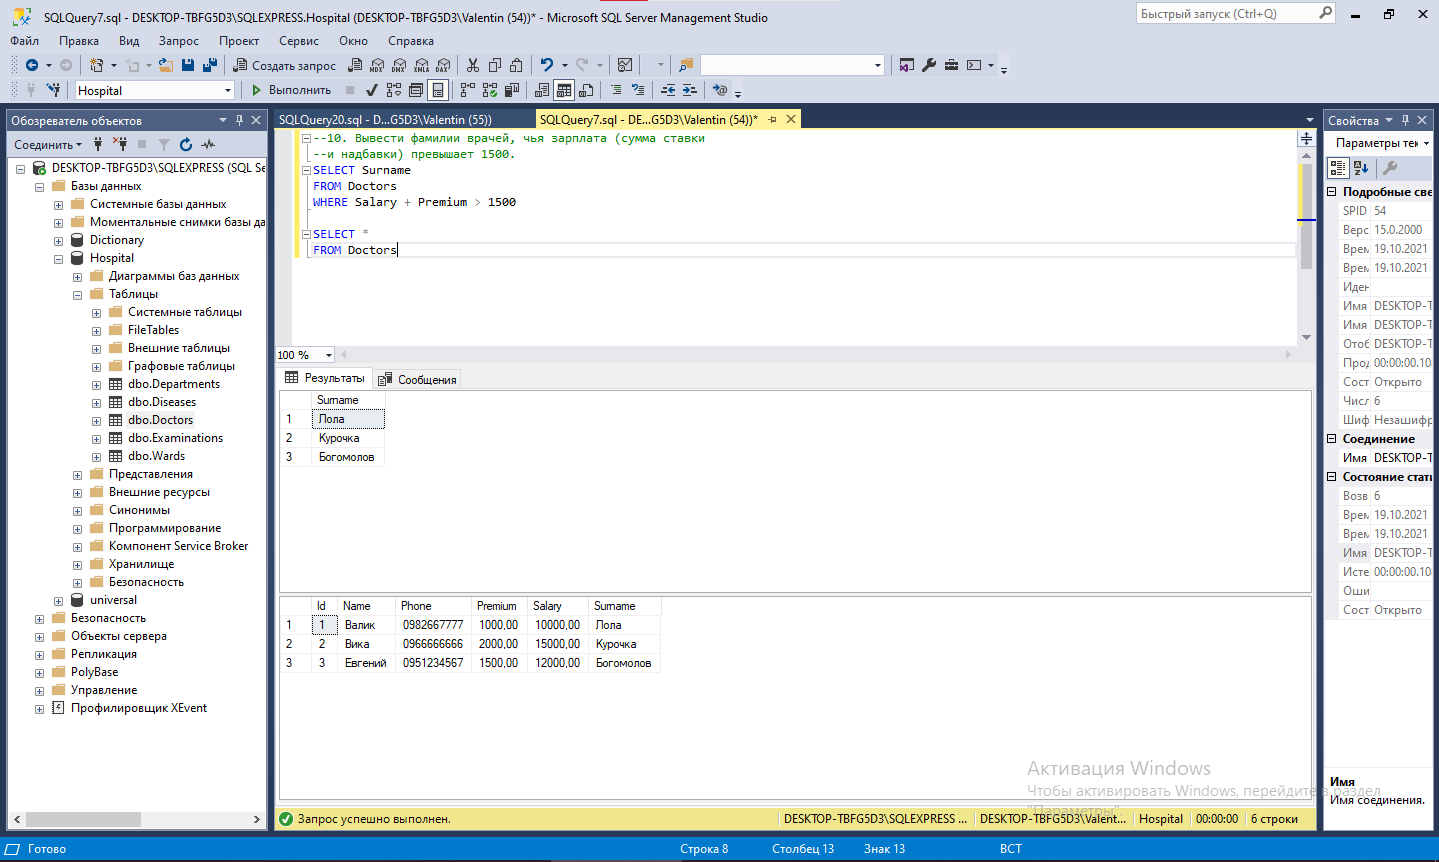 SQLQuery7.sql - DESKTOP-TBFG5D3\SQLEXPRESS.Hospital (DESKTOP-TBFG5D3\Valentin (54))* - Microsoft SQL Server Management Studio
Быстрый запуск (Ctrl+Q)
Файл Правка Вид Запрос Проект Сервис Окно Справка
Создать запрос MDX DMX XMLA DAX
Hospital Выполнить
Обозреватель объектов
Соединить
DESKTOP-TBFG5D3\SQLEXPRESS (SQL Se
Базы данных
Системные базы данных
Моментальные снимки базы да
Dictionary
Hospital
Диаграммы баз данных
Таблицы
Системные таблицы
FileTables
Внешние таблицы
Графовые таблицы
dbo.Departments
dbo.Diseases
dbo.Doctors
dbo.Examinations
dbo.Wards
Представления
Внешние ресурсы
Синонимы
Программирование
Компонент Service Broker
Хранилище
Безопасность
universal
Безопасность
Объекты сервера
Репликация
PolyBase
Управление
Профилировщик XEvent
SQLQuery20.sql - D...G5D3\Valentin (55)) SQLQuery7.sql - DE...G5D3\Valentin (54))*
--10. Вывести фамилии врачей, чья зарплата (сумма ставки
--и надбавки) превышает 1500.
SELECT Surname
FROM Doctors
WHERE Salary + Premium > 1500
SELECT *
FROM Doctors
100 %
Результаты Сообщения
Surname
1 Лола
2 Курочка
3 Богомолов
Id Name Phone Premium Salary Surname
1 1 Валик 0982667777 1000,00 10000,00 Лола
2 2 Вика 0966666666 2000,00 15000,00 Курочка
3 3 Евгений 0951234567 1500,00 12000,00 Богомолов
Запрос успешно выполнен. DESKTOP-TBFG5D3\SQLEXPRESS ... DESKTOP-TBFG5D3\Valent... Hospital 00:00:00 6 строки
Свойства
Параметры тек
Подробные све
SPID 54
Верс 15.0.2000
Врем 19.10.2021
Врем 19.10.2021
Иден
Имя DESKTOP-T
Имя DESKTOP-T
Отоб DESKTOP-T
Прод 00:00:00.10
Сост Открыто
Числ 6
Шиф Незашифр
Соединение
Имя DESKTOP-T
Состояние стати
Возв 6
Врем 19.10.2021
Врем 19.10.2021
Имя DESKTOP-T
Исте 00:00:00.10
Оши
Сост Открыто
Имя
Имя соединения.
Активация Windows
Чтобы активировать Windows, перейдите в раздел
"Параметры".
Готово Строка 8 Столбец 13 Знак 13 ВСТ